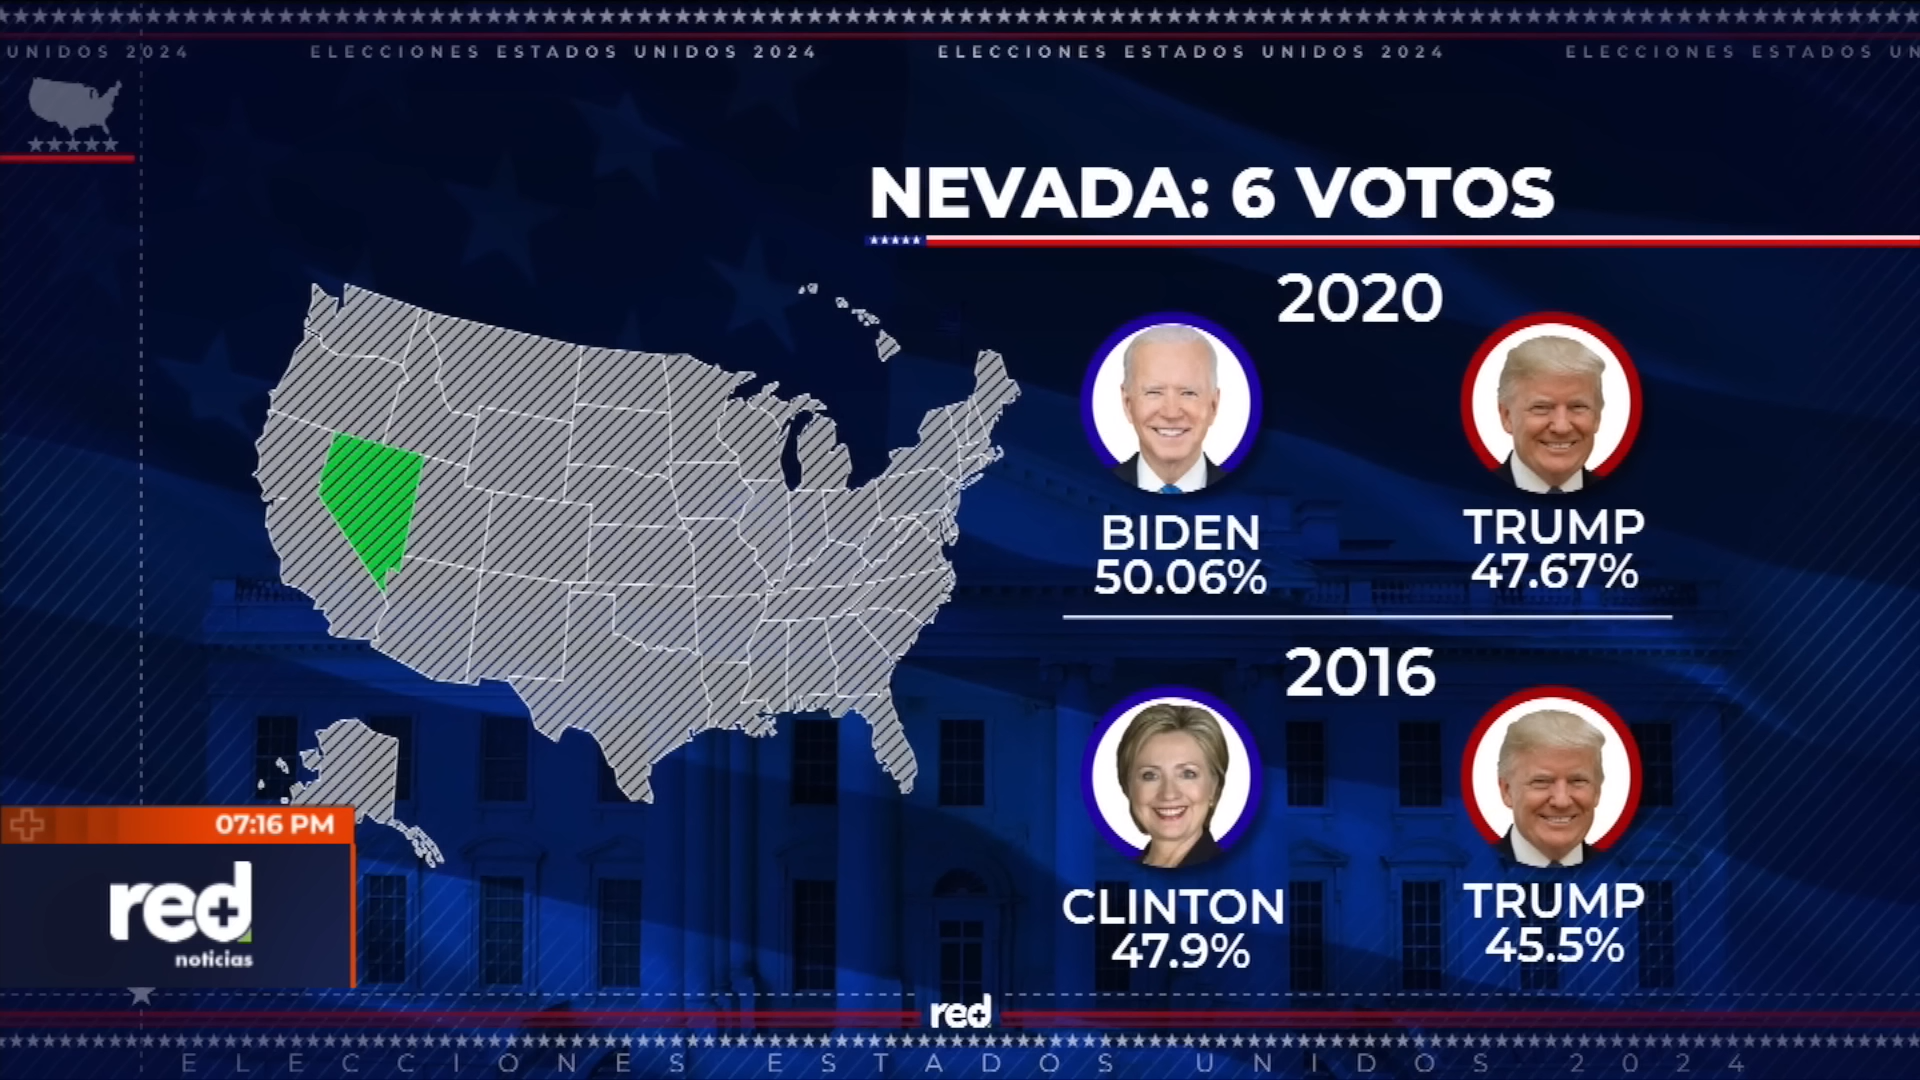 UNIDOS 2024 ELECCIONES ESTADOS UNIDOS 2024 ELECCIONES ESTADOS UNIDOS 2024 ELECCIONES ESTADOS UN
NEVADA: 6 VOTOS
2020
BIDEN
50.06%
TRUMP
47.67%
2016
CLINTON
47.9%
TRUMP
45.5%
07:16 PM
red
noticias
red
ELECCIONES ESTADOS UNIDOS 2024